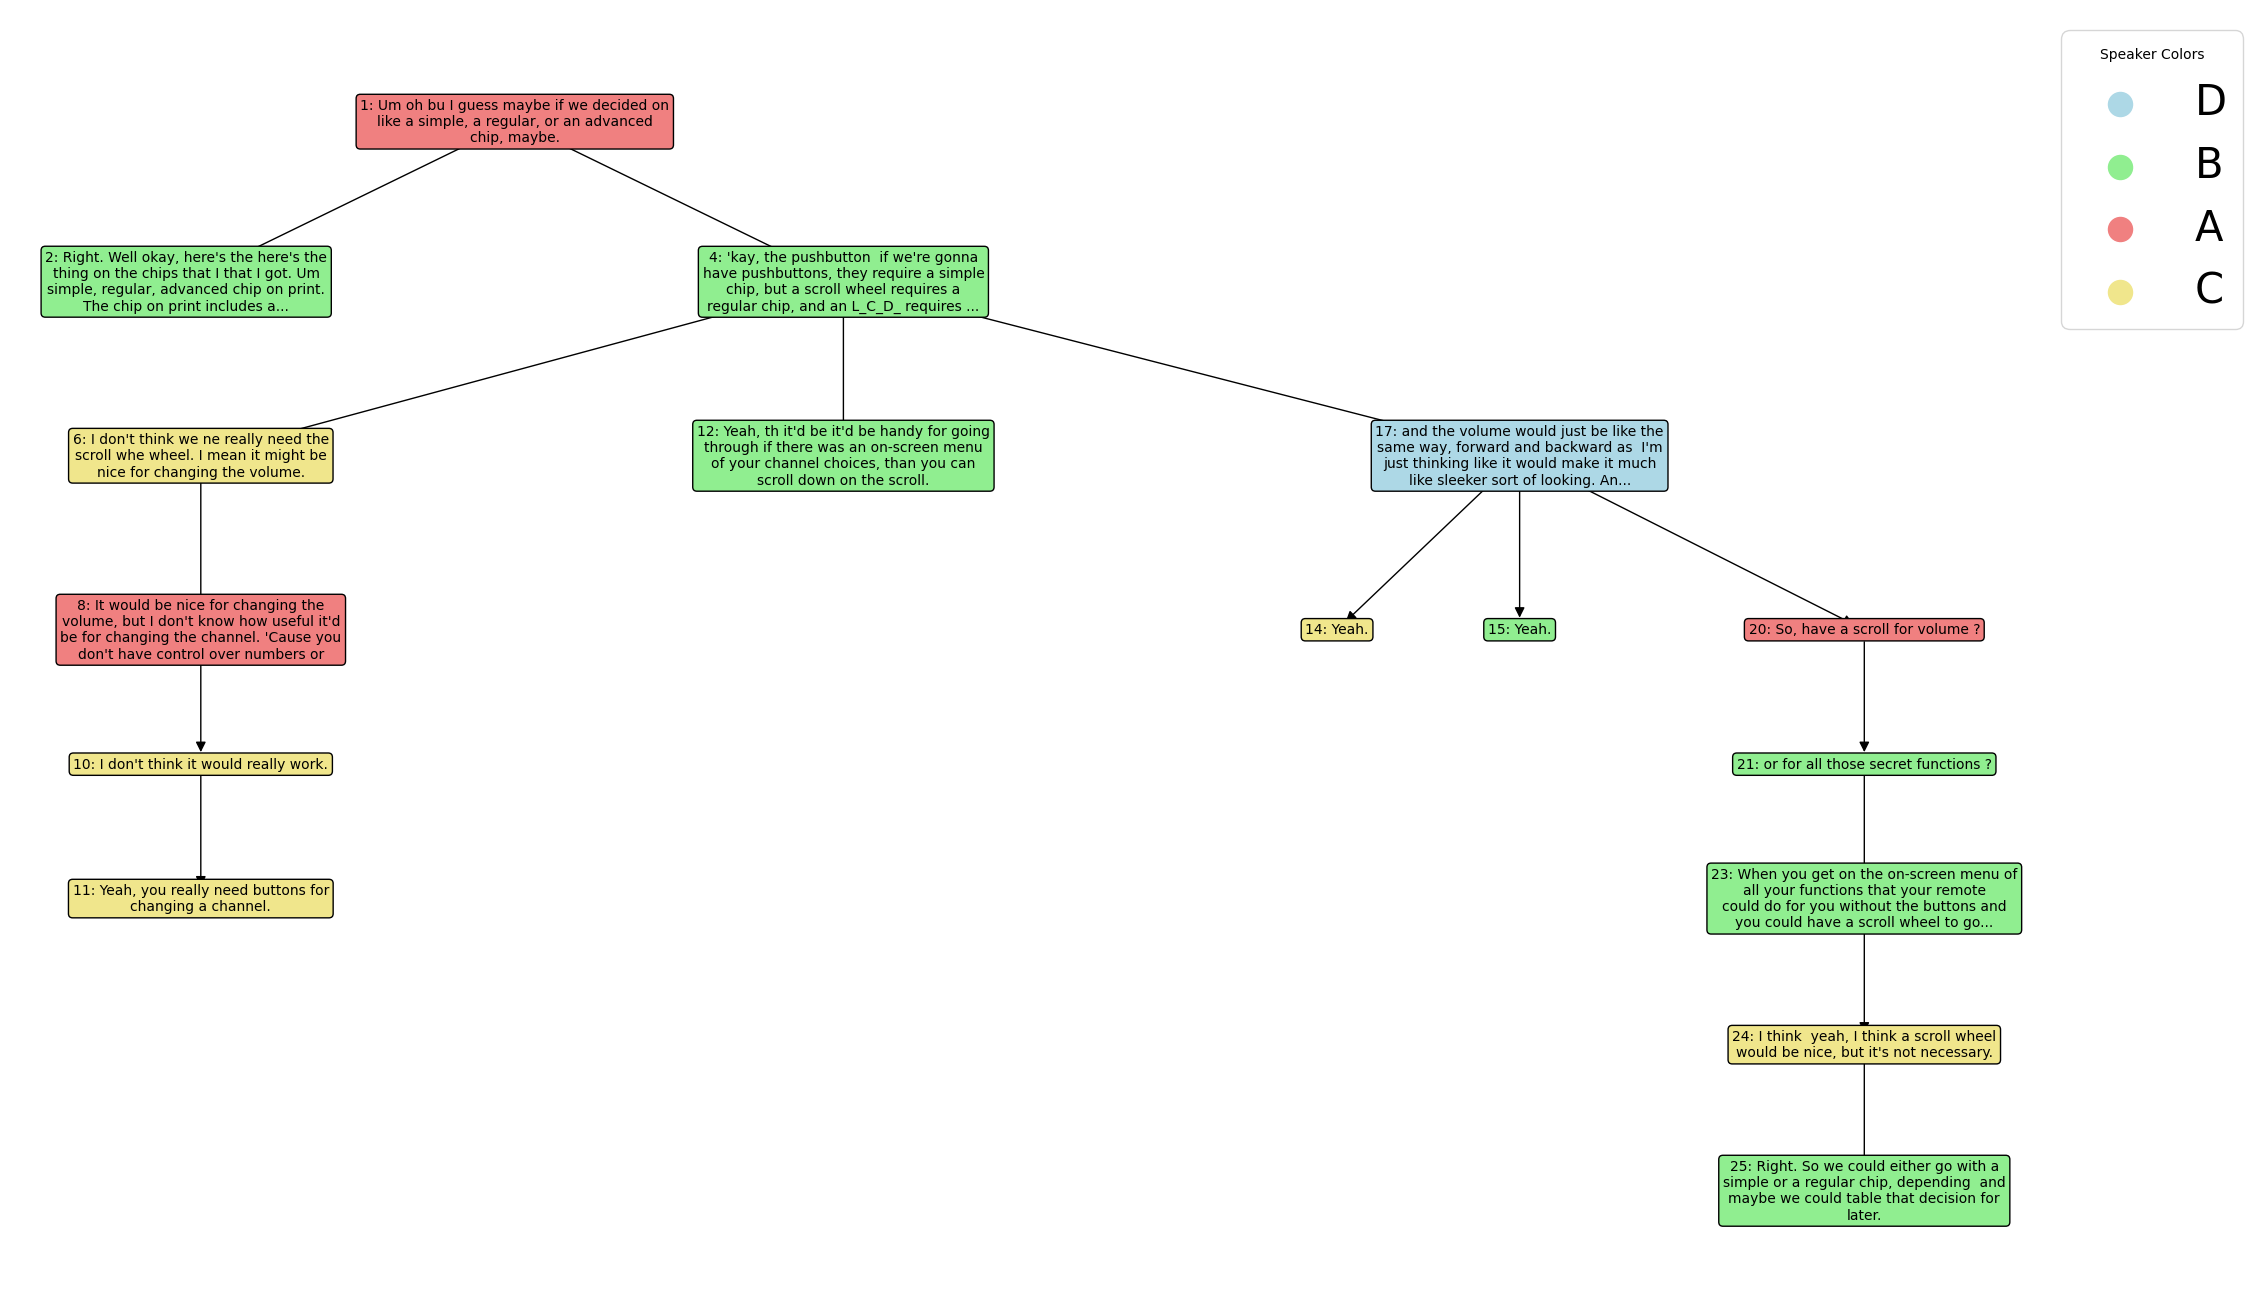 Speaker Colors
D
B
A
C
1: Um oh bu I guess maybe if we decided on
like a simple, a regular, or an advanced
chip, maybe.
2: Right. Well okay, here's the here's the
thing on the chips that I that I got. Um
simple, regular, advanced chip on print.
The chip on print includes a...
4: 'kay, the pushbutton  if we're gonna
have pushbuttons, they require a simple
chip, but a scroll wheel requires a
regular chip, and an L_C_D_ requires ...
6: I don't think we ne really need the
scroll whe wheel. I mean it might be
nice for changing the volume.
12: Yeah, th it'd be it'd be handy for going
through if there was an on-screen menu
of your channel choices, than you can
scroll down on the scroll.
17: and the volume would just be like the
same way, forward and backward as  I'm
just thinking like it would make it much
like sleeker sort of looking. An...
8: It would be nice for changing the
volume, but I don't know how useful it'd
be for changing the channel. 'Cause you
don't have control over numbers or
14: Yeah.
15: Yeah.
20: So, have a scroll for volume ?
10: I don't think it would really work.
21: or for all those secret functions ?
11: Yeah, you really need buttons for
changing a channel.
23: When you get on the on-screen menu of
all your functions that your remote
could do for you without the buttons and
you could have a scroll wheel to go...
24: I think  yeah, I think a scroll wheel
would be nice, but it's not necessary.
25: Right. So we could either go with a
simple or a regular chip, depending  and
maybe we could table that decision for
later.